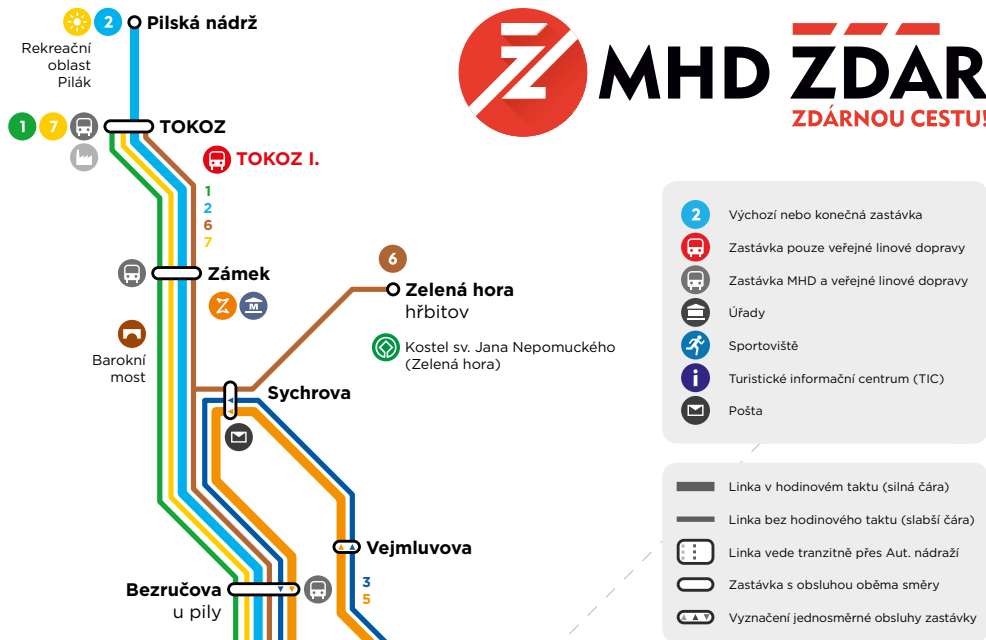 2 Pilská nádrž
Rekreační
oblast
Pilák
MHD ŽĎÁR
ZDÁRNOU CESTU!
1 7 TOKOZ
TOKOZ I.
1
2
6
7
Zámek
M
6
Zelená hora
hřbitov
Kostel sv. Jana Nepomuckého
(Zelená hora)
Barokní
most
Sychrova
Vejmluvova
3
5
Bezručova
u pily
2 Výchozí nebo konečná zastávka
Zastávka pouze veřejné linové dopravy
Zastávka MHD a veřejné linové dopravy
Úřady
Sportoviště
i Turistické informační centrum (TIC)
Pošta
Linka v hodinovém taktu (silná čára)
Linka bez hodinového taktu (slabší čára)
Linka vede tranzitně přes Aut. nádraží
Zastávka s obsluhou oběma směry
Vyznačení jednosměrné obsluhy zastávky